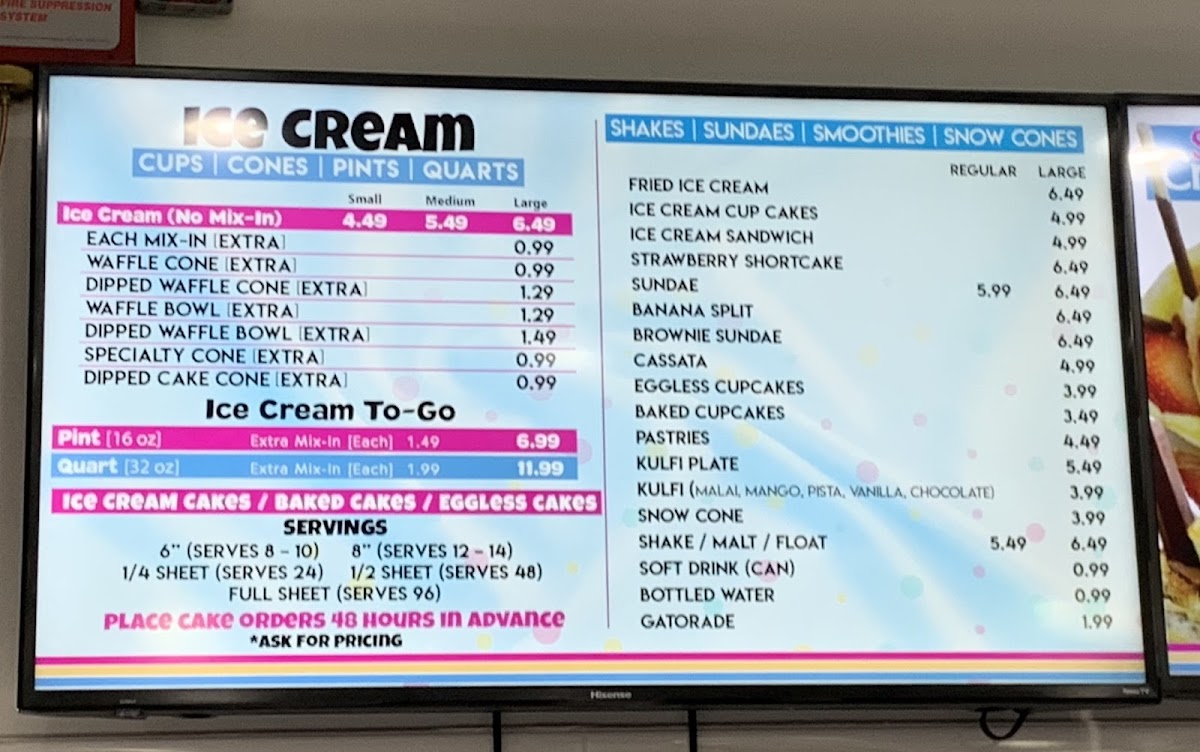 FIRE SUPPRESSION
SYSTEM
ICE CREAM
CUPS | CONES | PINTS | QUARTS
Small Medium Large
Ice Cream (No Mix-In) 4.49 5.49 6.49
EACH MIX-IN [EXTRA] 0.99
WAFFLE CONE [EXTRA] 0.99
DIPPED WAFFLE CONE [EXTRA] 1.29
WAFFLE BOWL [EXTRA] 1.29
DIPPED WAFFLE BOWL [EXTRA] 1.49
SPECIALTY CONE [EXTRA] 0.99
DIPPED CAKE CONE [EXTRA] 0.99
Ice Cream To-Go
Pint [16 oz] Extra Mix-In [Each] 1.49 6.99
Quart [32 oz] Extra Mix-In [Each] 1.99 11.99
ICE CREAM CAKES / BAKED CAKES / EGGLESS CAKES
SERVINGS
6" (SERVES 8 - 10) 8" (SERVES 12 - 14)
1/4 SHEET (SERVES 24) 1/2 SHEET (SERVES 48)
FULL SHEET (SERVES 96)
PLACE CAKE ORDERS 48 HOURS IN ADVANCE
*ASK FOR PRICING
SHAKES | SUNDAES | SMOOTHIES | SNOW CONES
REGULAR LARGE
FRIED ICE CREAM 6.49
ICE CREAM CUP CAKES 4.99
ICE CREAM SANDWICH 4.99
STRAWBERRY SHORTCAKE 6.49
SUNDAE 5.99 6.49
BANANA SPLIT 6.49
BROWNIE SUNDAE 6.49
CASSATA 4.99
EGGLESS CUPCAKES 3.99
BAKED CUPCAKES 3.49
PASTRIES 4.49
KULFI PLATE 5.49
KULFI (MALAI, MANGO, PISTA, VANILLA, CHOCOLATE) 3.99
SNOW CONE 3.99
SHAKE / MALT / FLOAT 5.49 6.49
SOFT DRINK (CAN) 0.99
BOTTLED WATER 0.99
GATORADE 1.99
Hisense
Roku TV